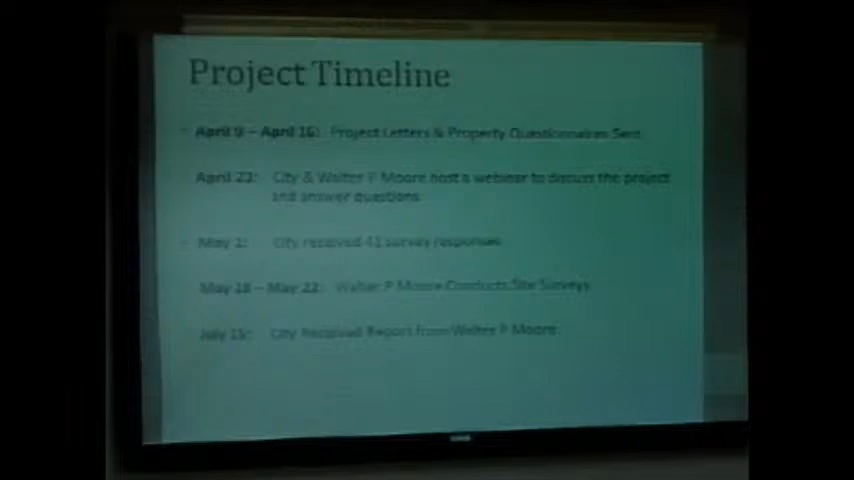 Project Timeline
April 9 – April 16: Project Letters & Property Questionnaires Sent
April 23: City & Walter P Moore host a webinar to discuss the project
and answer questions
May 1: City received 41 survey responses
May 18 – May 22: Walter P Moore Conducts Site Surveys
July 15: City Received Report from Walter P Moore